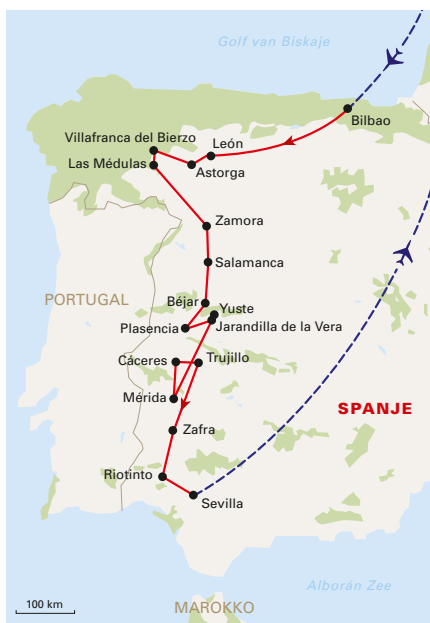 Golf van Biskaje
Bilbao
Villafranca del Bierzo
León
Las Médulas
Astorga
Zamora
Salamanca
PORTUGAL
Béjar
Yuste
Plasencia
Jarandilla de la Vera
Cáceres
Trujillo
Mérida
SPANJE
Zafra
Riotinto
Sevilla
Alborán Zee
100 km
MAROKKO